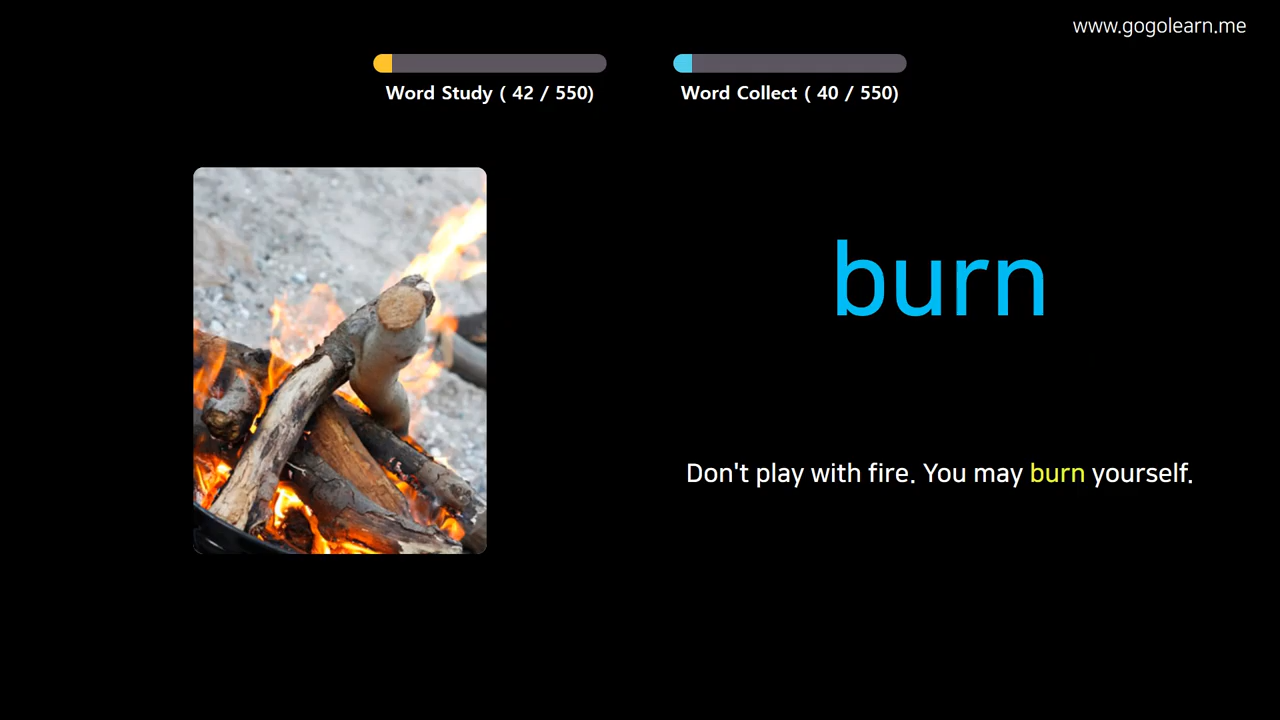 www.gogolearn.me
Word Study ( 42 / 550)
Word Collect ( 40 / 550)
burn
Don't play with fire. You may burn yourself.